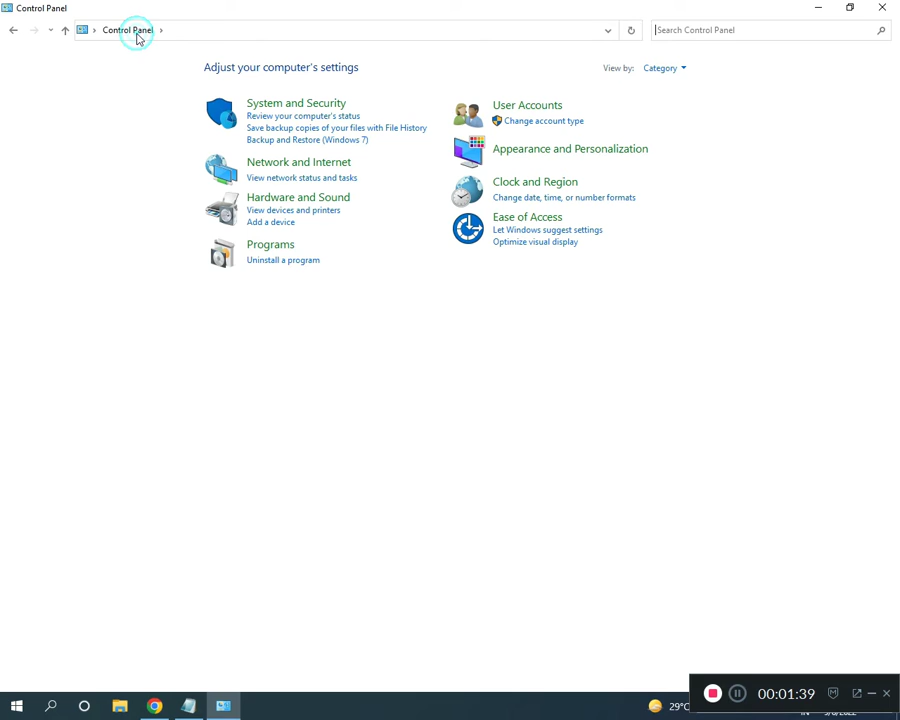 Control Panel
Control Panel
Search Control Panel
Adjust your computer's settings
View by: Category
System and Security
Review your computer's status
Save backup copies of your files with File History
Backup and Restore (Windows 7)
Network and Internet
View network status and tasks
Hardware and Sound
View devices and printers
Add a device
Programs
Uninstall a program
User Accounts
Change account type
Appearance and Personalization
Clock and Region
Change date, time, or number formats
Ease of Access
Let Windows suggest settings
Optimize visual display
29°C
00:01:39